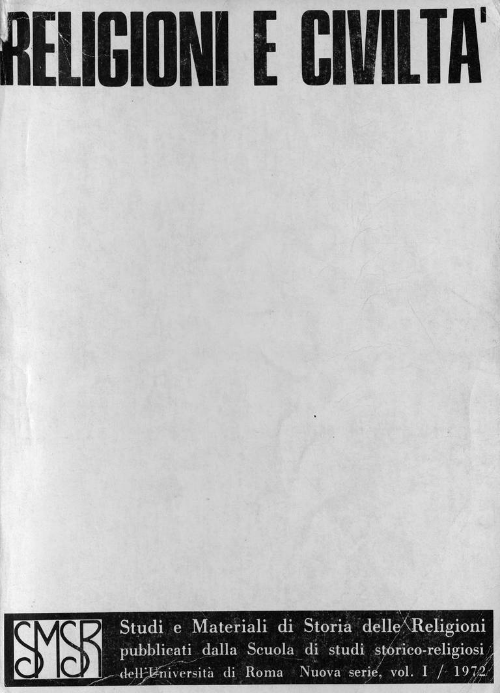 RELIGIONI E CIVILTA'
SMSR
Studi e Materiali di Storia delle Religioni
pubblicati dalla Scuola di studi storico-religiosi
dell'Università di Roma Nuova serie, vol. I / 1972